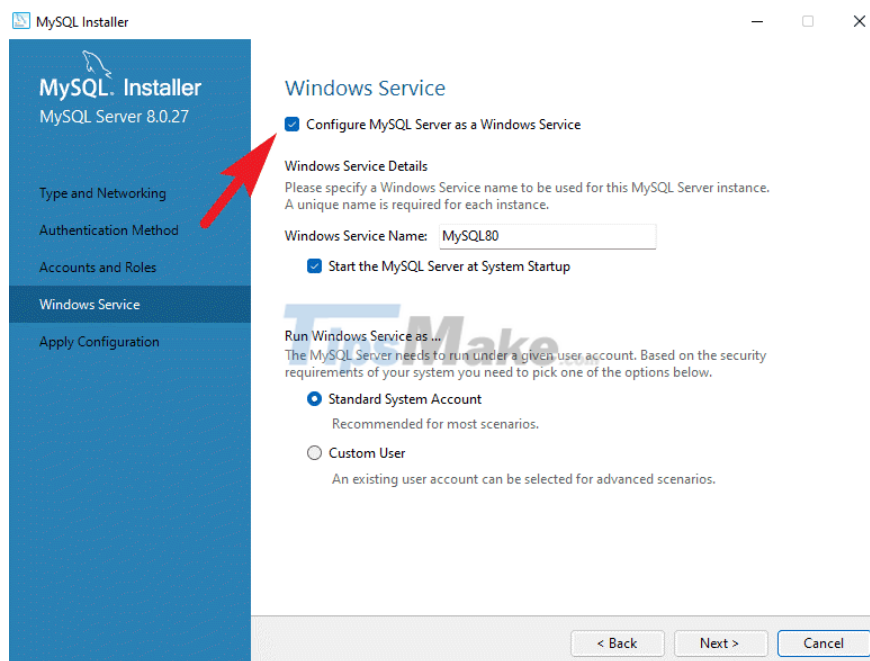 MySQL Installer
MySQL. Installer
MySQL Server 8.0.27
Type and Networking
Authentication Method
Accounts and Roles
Windows Service
Apply Configuration
Windows Service
Configure MySQL Server as a Windows Service
Windows Service Details
Please specify a Windows Service name to be used for this MySQL Server instance.
A unique name is required for each instance.
Windows Service Name: MySQL80
Start the MySQL Server at System Startup
TipsMake.com
Run Windows Service as ...
The MySQL Server needs to run under a given user account. Based on the security
requirements of your system you need to pick one of the options below.
Standard System Account
Recommended for most scenarios.
Custom User
An existing user account can be selected for advanced scenarios.
< Back
Next >
Cancel